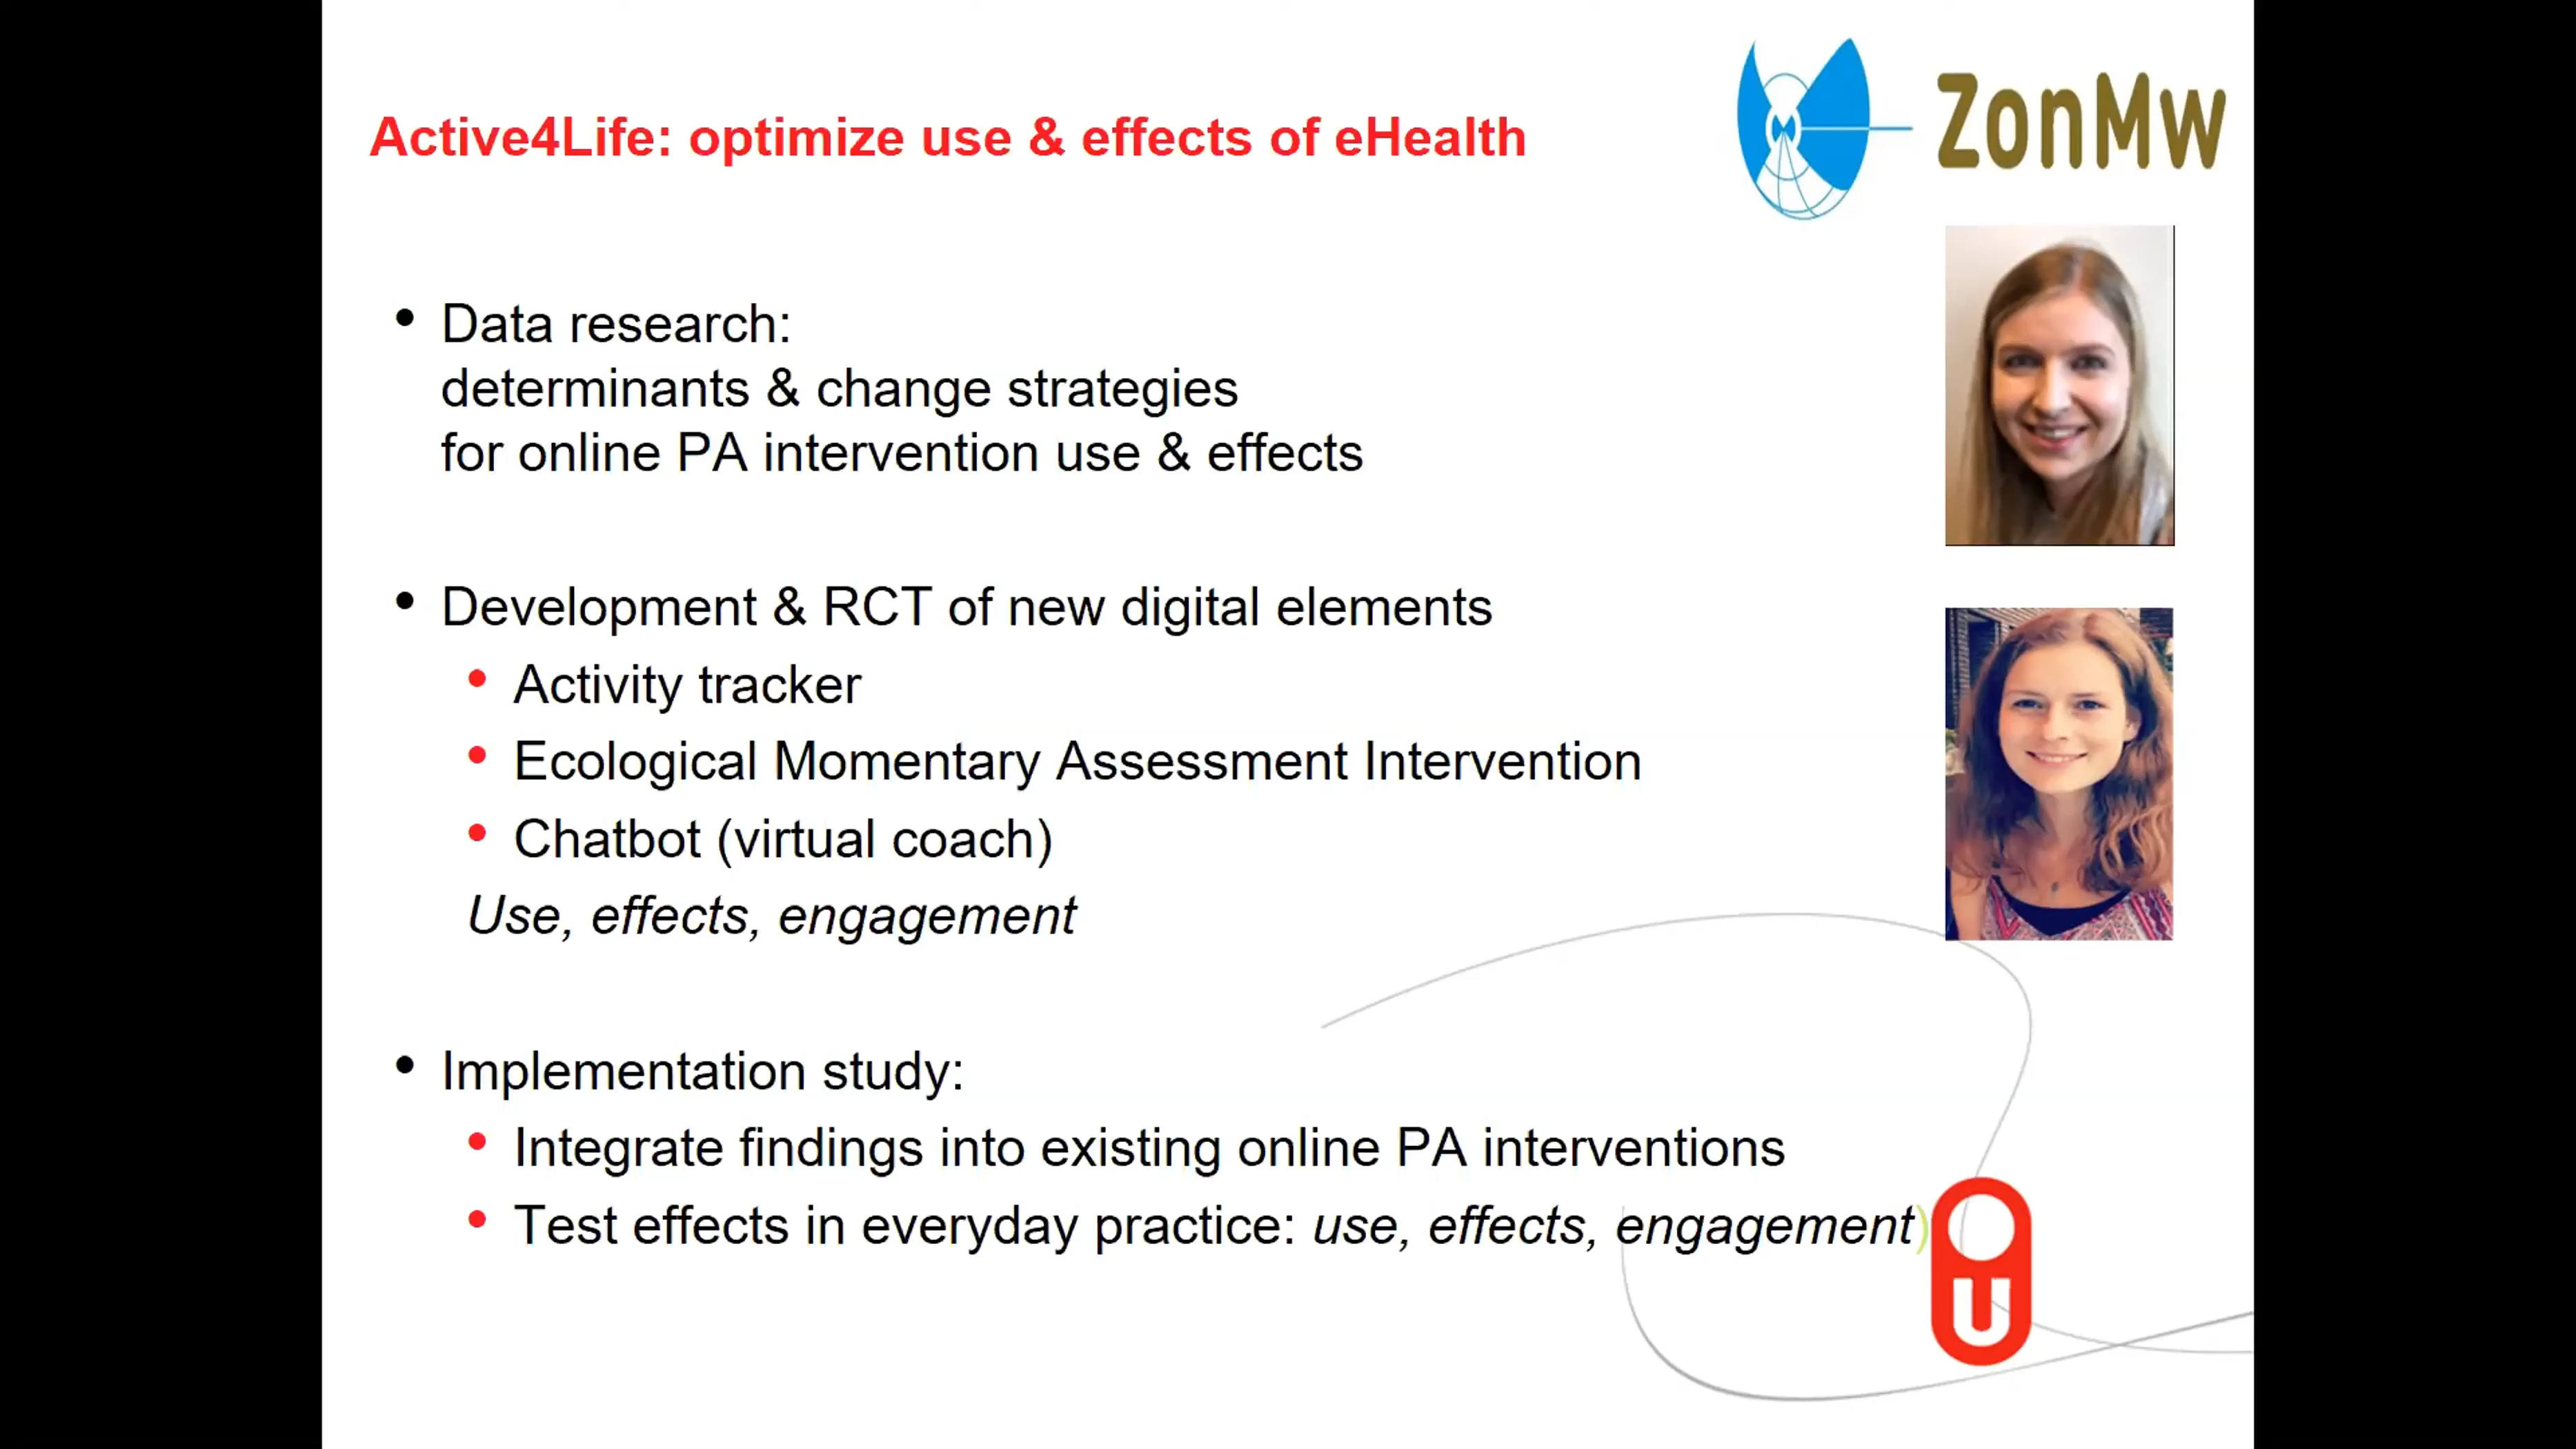 Active4Life: optimize use & effects of eHealth
ZonMw
• Data research:
determinants & change strategies
for online PA intervention use & effects
• Development & RCT of new digital elements
• Activity tracker
• Ecological Momentary Assessment Intervention
• Chatbot (virtual coach)
Use, effects, engagement
• Implementation study:
• Integrate findings into existing online PA interventions
• Test effects in everyday practice: use, effects, engagement)
OU